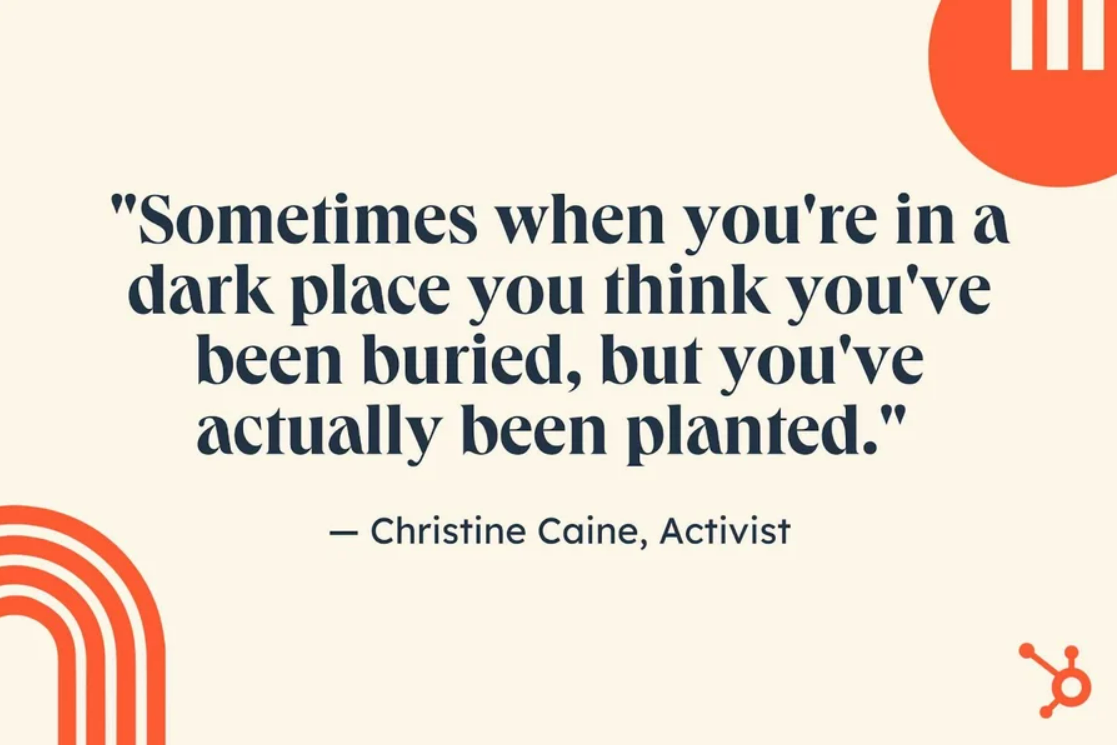 "Sometimes when you're in a
dark place you think you've
been buried, but you've
actually been planted."
— Christine Caine, Activist